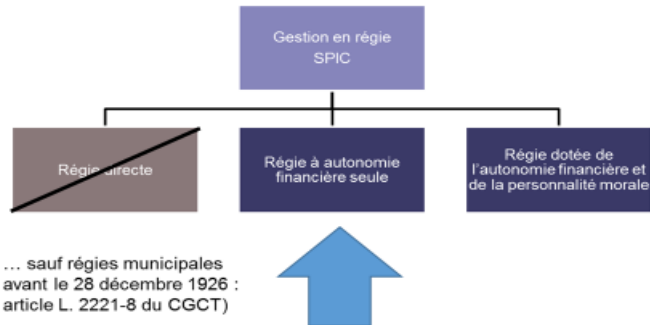 Gestion en régie
SPIC
Régie directe
Régie à autonomie
financière seule
Régie dotée de
l'autonomie financière et
de la personnalité morale
… sauf régies municipales
avant le 28 décembre 1926 :
article L. 2221-8 du CGCT)